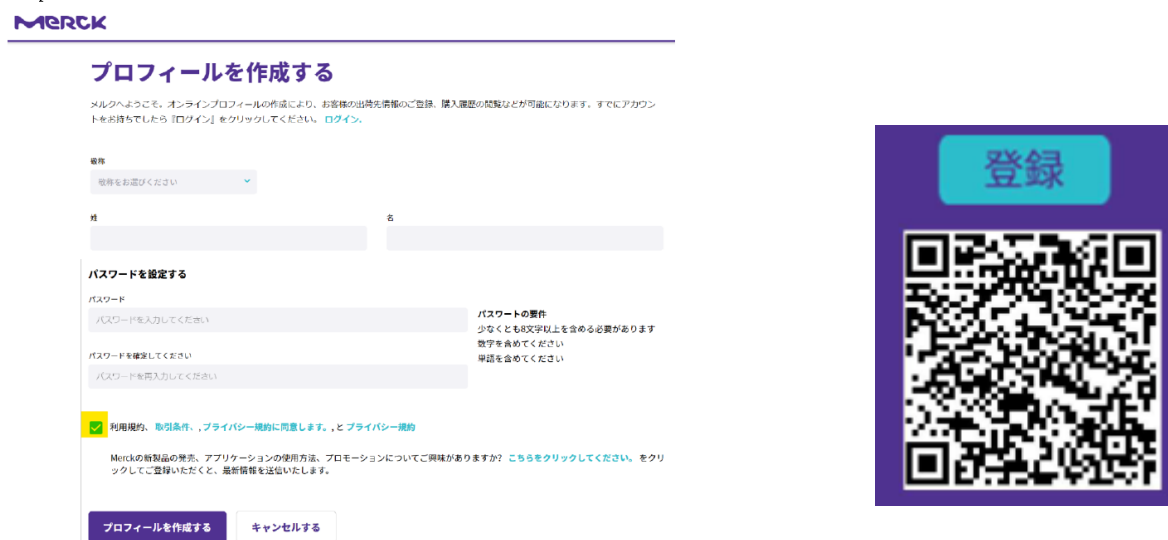 MERCK
プロフィールを作成する
メルクへようこそ。オンラインプロフィールの作成により、お客様の出荷先情報のご登録、購入履歴の閲覧などが可能になります。すでにアカウン
トをお持ちでしたら『ログイン』をクリックしてください。 ログイン.
敬称
敬称をお選びください
姓
名
パスワードを設定する
パスワード
パスワードを入力してください
パスワードを確定してください
パスワードを再入力してください
パスワートの要件
少なくとも8文字以上を含める必要があります
数字を含めてください
単語を含めてください
利用規約、 取引条件、, プライバシー規約に同意します。, と プライバシー規約
Merckの新製品の発売、アプリケーションの使用方法、プロモーションについてご興味がありますか? こちらをクリックしてください。 をクリ
ックしてご登録いただくと、最新情報を送信いたします。
プロフィールを作成する
キャンセルする
登録